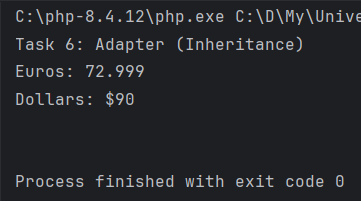 C:\php-8.4.12\php.exe C:\D\My\Unive
Task 6: Adapter (Inheritance)
Euros: 72.999
Dollars: $90
Process finished with exit code 0